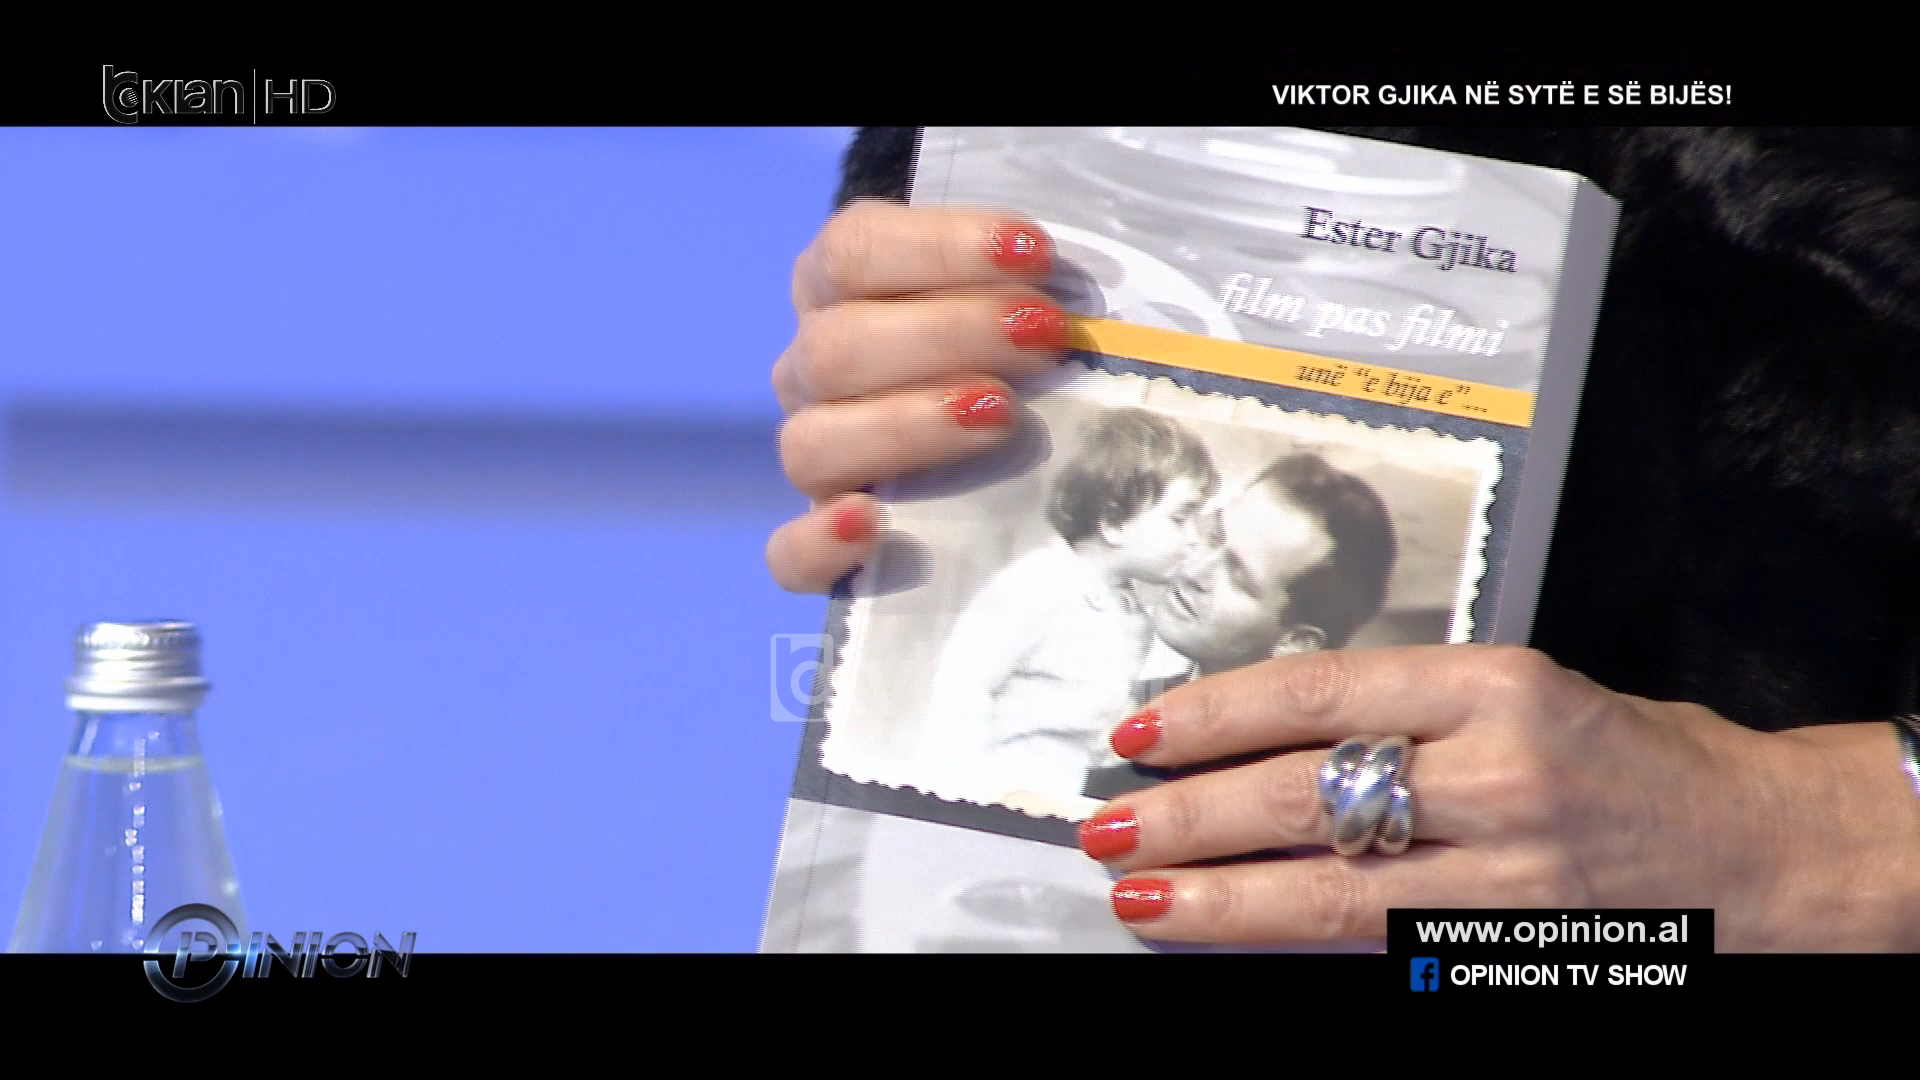 klan HD
VIKTOR GJIKA NË SYTË E SË BIJËS!
Ester Gjika
film pas filmi
unë “e bija e”...
OPINION
www.opinion.al
OPINION TV SHOW